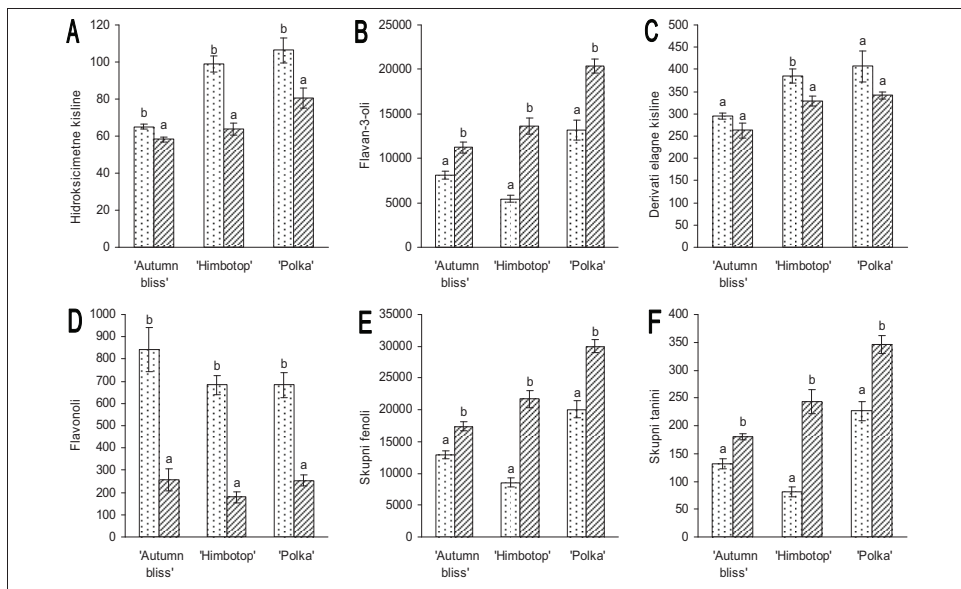 A
Hidroksicimetne kisline
120
100
80
60
40
20
0
b
a
b
a
b
a
'Autumn bliss'
'Himbotop'
'Polka'
B
Flavan-3-oli
25000
20000
15000
10000
5000
0
a
b
a
b
a
b
'Autumn bliss'
'Himbotop'
'Polka'
C
Derivati elagne kisline
500
450
400
350
300
250
200
150
100
50
0
a
a
b
a
a
a
'Autumn bliss'
'Himbotop'
'Polka'
D
Flavonoli
1000
900
800
700
600
500
400
300
200
100
0
b
a
b
a
b
a
'Autumn bliss'
'Himbotop'
'Polka'
E
Skupni fenoli
35000
30000
25000
20000
15000
10000
5000
0
a
b
a
b
a
b
'Autumn bliss'
'Himbotop'
'Polka'
F
Skupni tanini
400
350
300
250
200
150
100
50
0
a
b
a
b
a
b
'Autumn bliss'
'Himbotop'
'Polka'